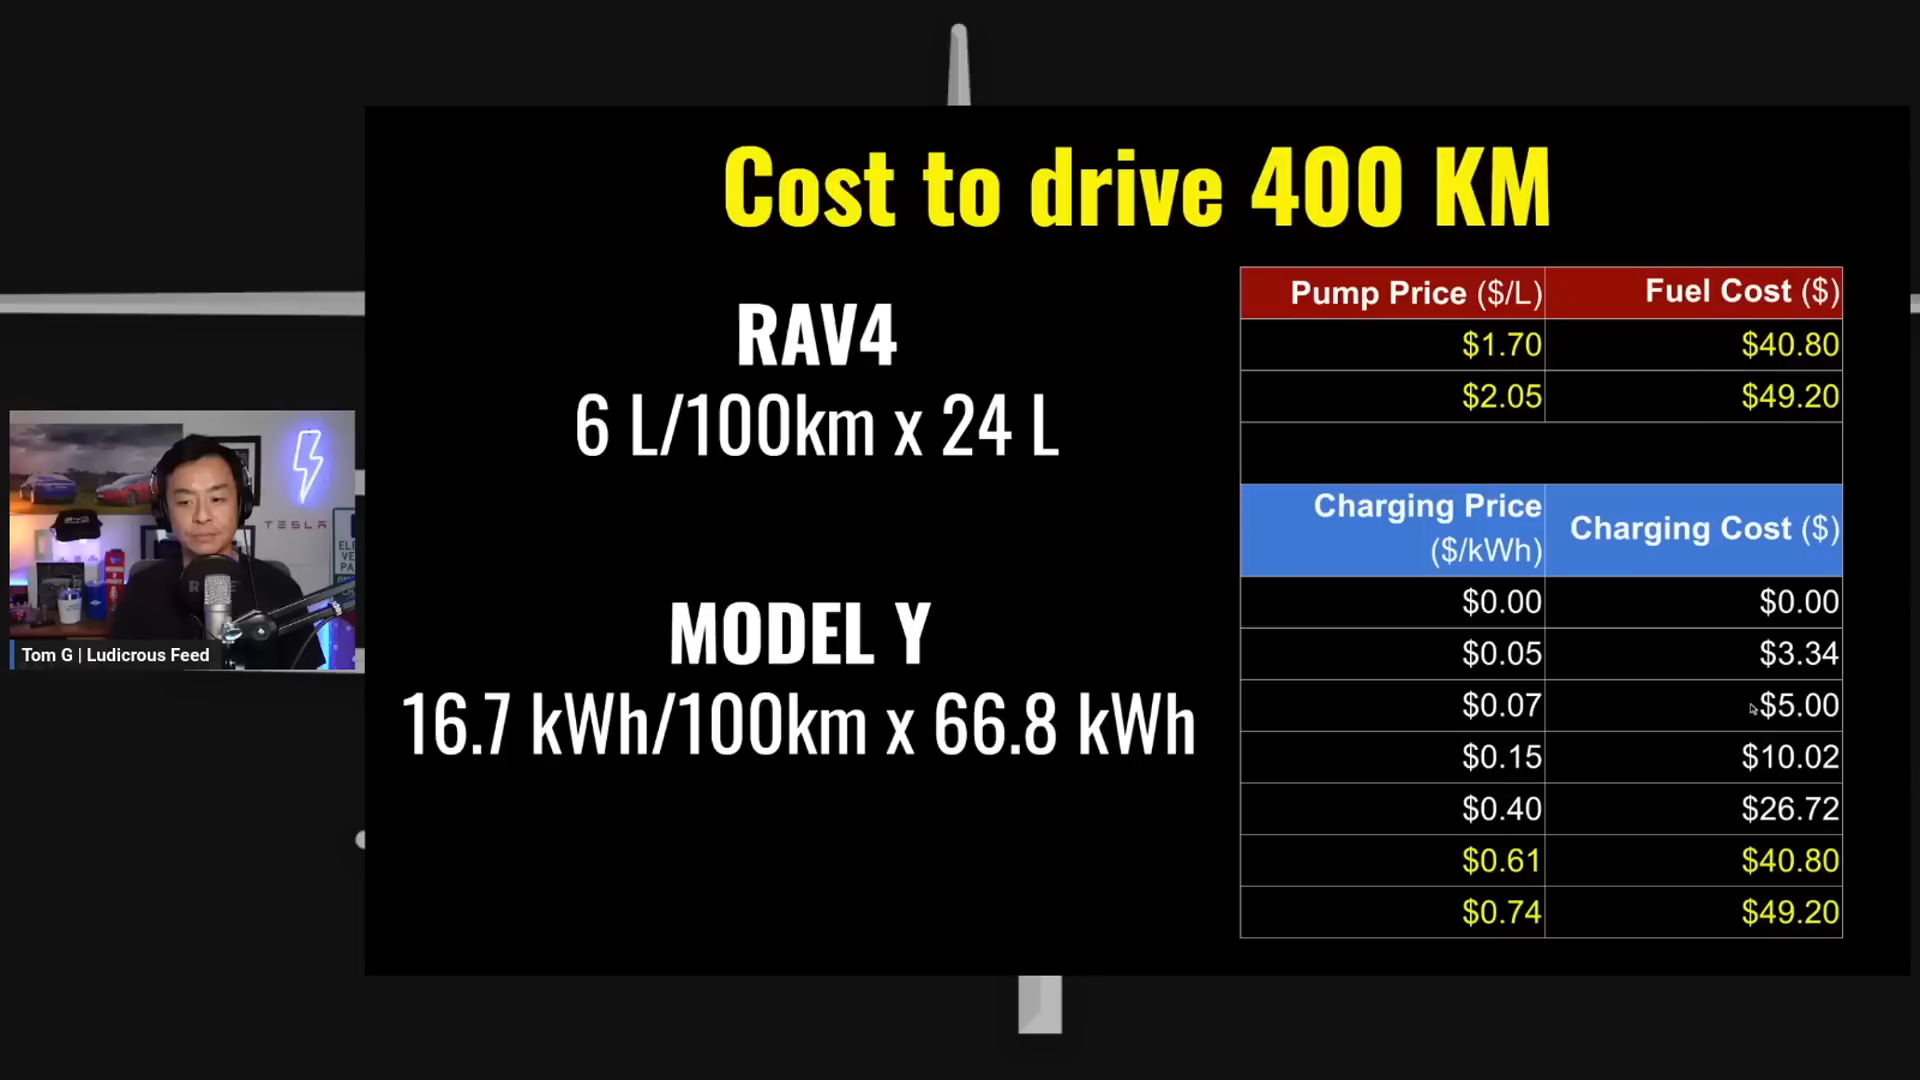 Cost to drive 400 KM
RAV4
6 L/100km x 24 L
MODEL Y
16.7 kWh/100km x 66.8 kWh
Pump Price ($/L) Fuel Cost ($)
$1.70 $40.80
$2.05 $49.20
Charging Price
($/kWh) Charging Cost ($)
$0.00 $0.00
$0.05 $3.34
$0.07 $5.00
$0.15 $10.02
$0.40 $26.72
$0.61 $40.80
$0.74 $49.20
TESLA
BYD
Tom G | Ludicrous Feed